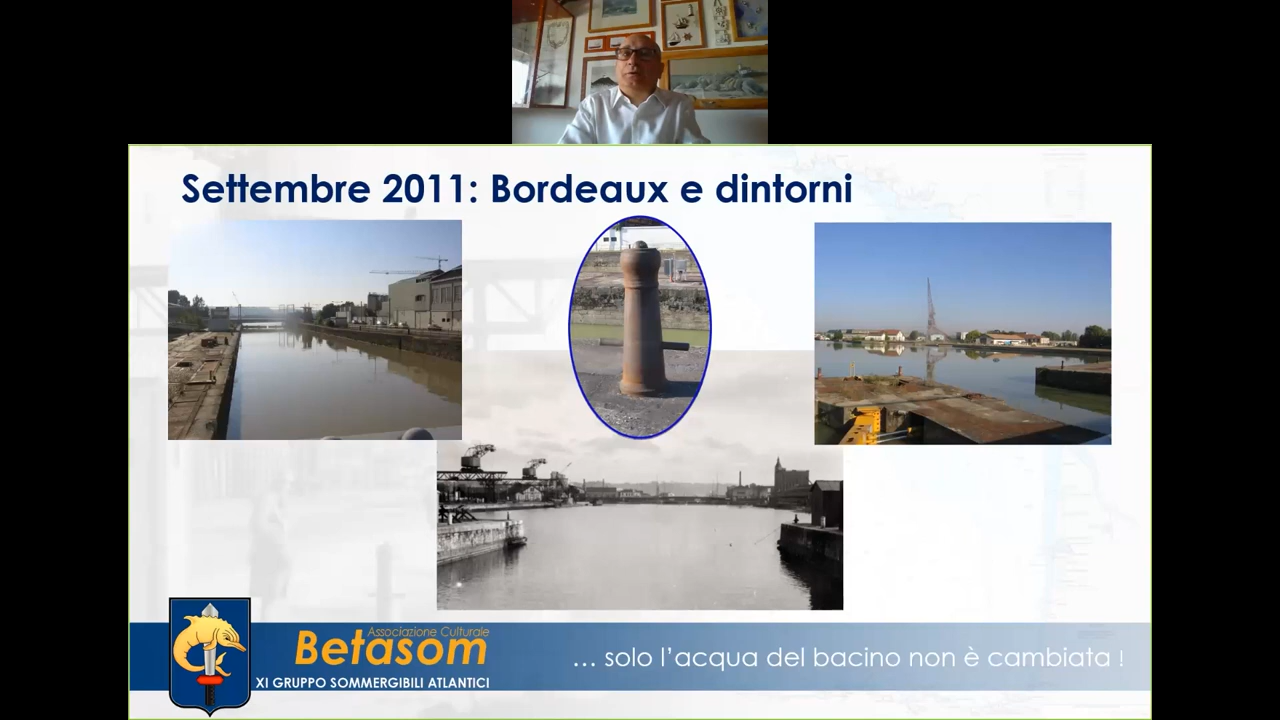 Settembre 2011: Bordeaux e dintorni
Associazione Culturale
Betasom
XI GRUPPO SOMMERGIBILI ATLANTICI
... solo l'acqua del bacino non è cambiata !